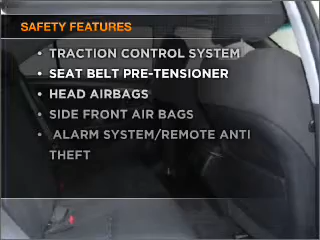 SAFETY FEATURES
• TRACTION CONTROL SYSTEM
• SEAT BELT PRE-TENSIONER
• HEAD AIRBAGS
• SIDE FRONT AIR BAGS
• ALARM SYSTEM/REMOTE ANTI
THEFT